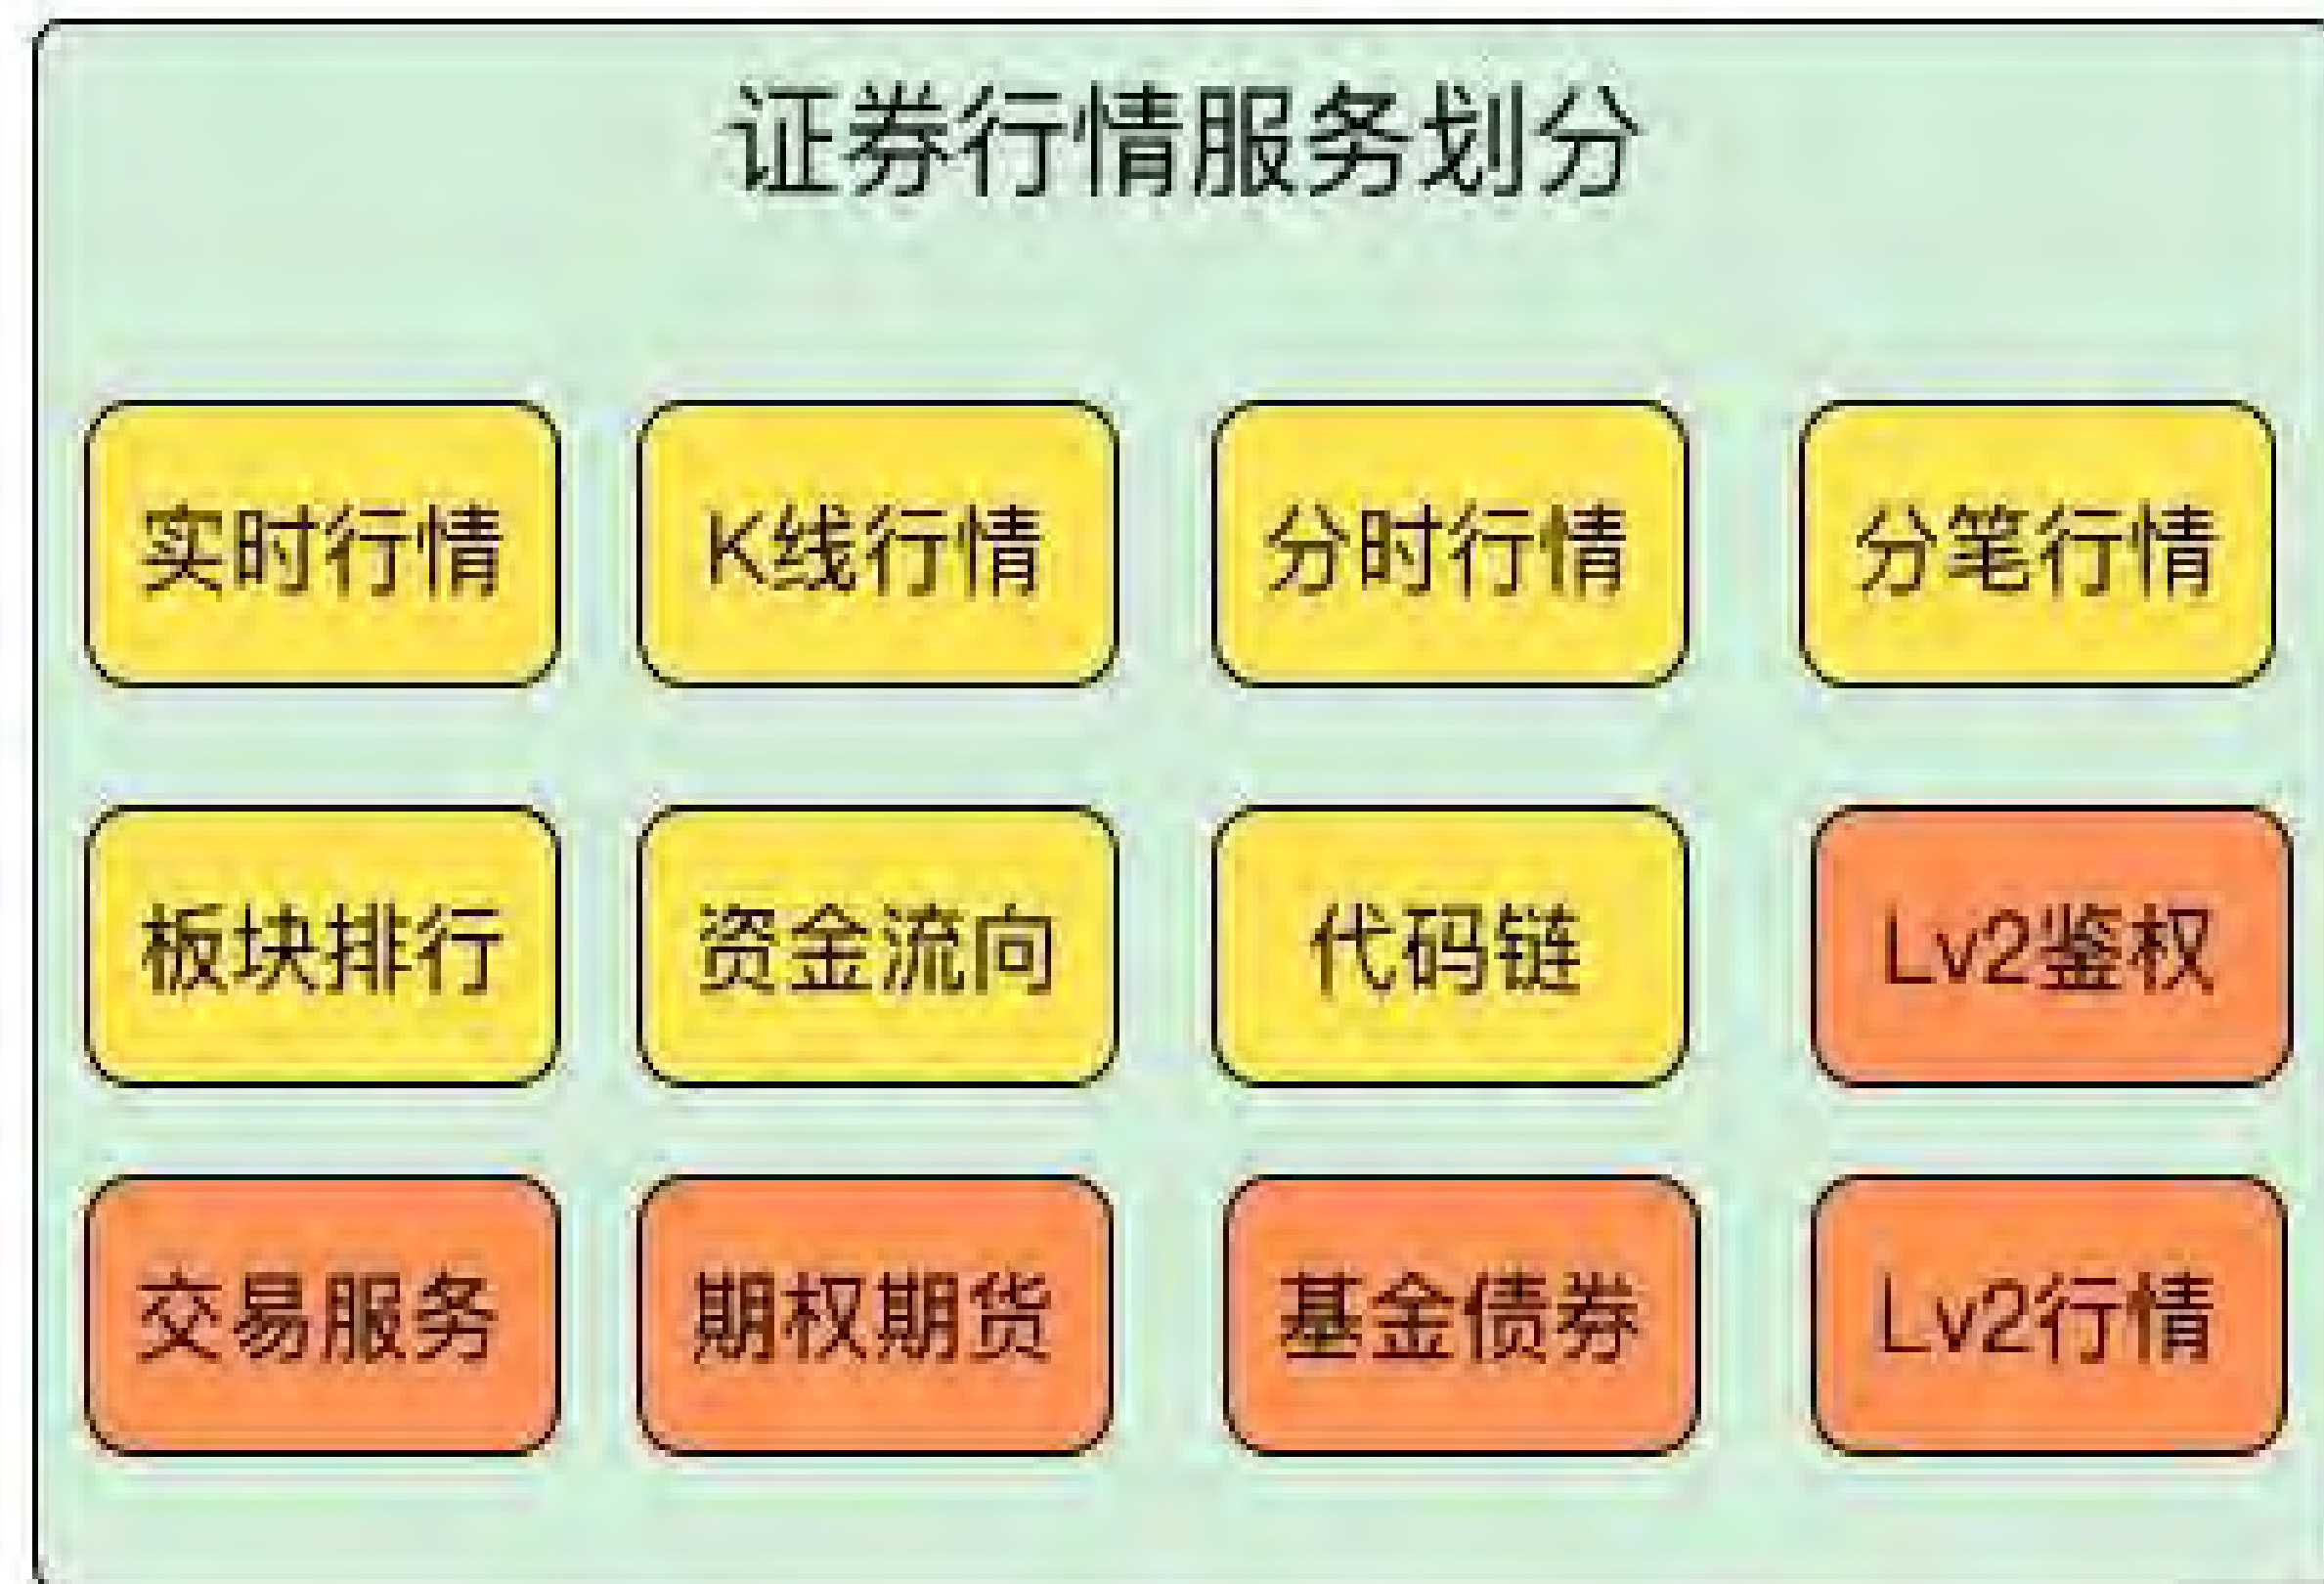 证券行情服务划分
实时行情
K线行情
分时行情
分笔行情
板块排行
资金流向
代码链
Lv2鉴权
交易服务
期权期货
基金债券
Lv2行情